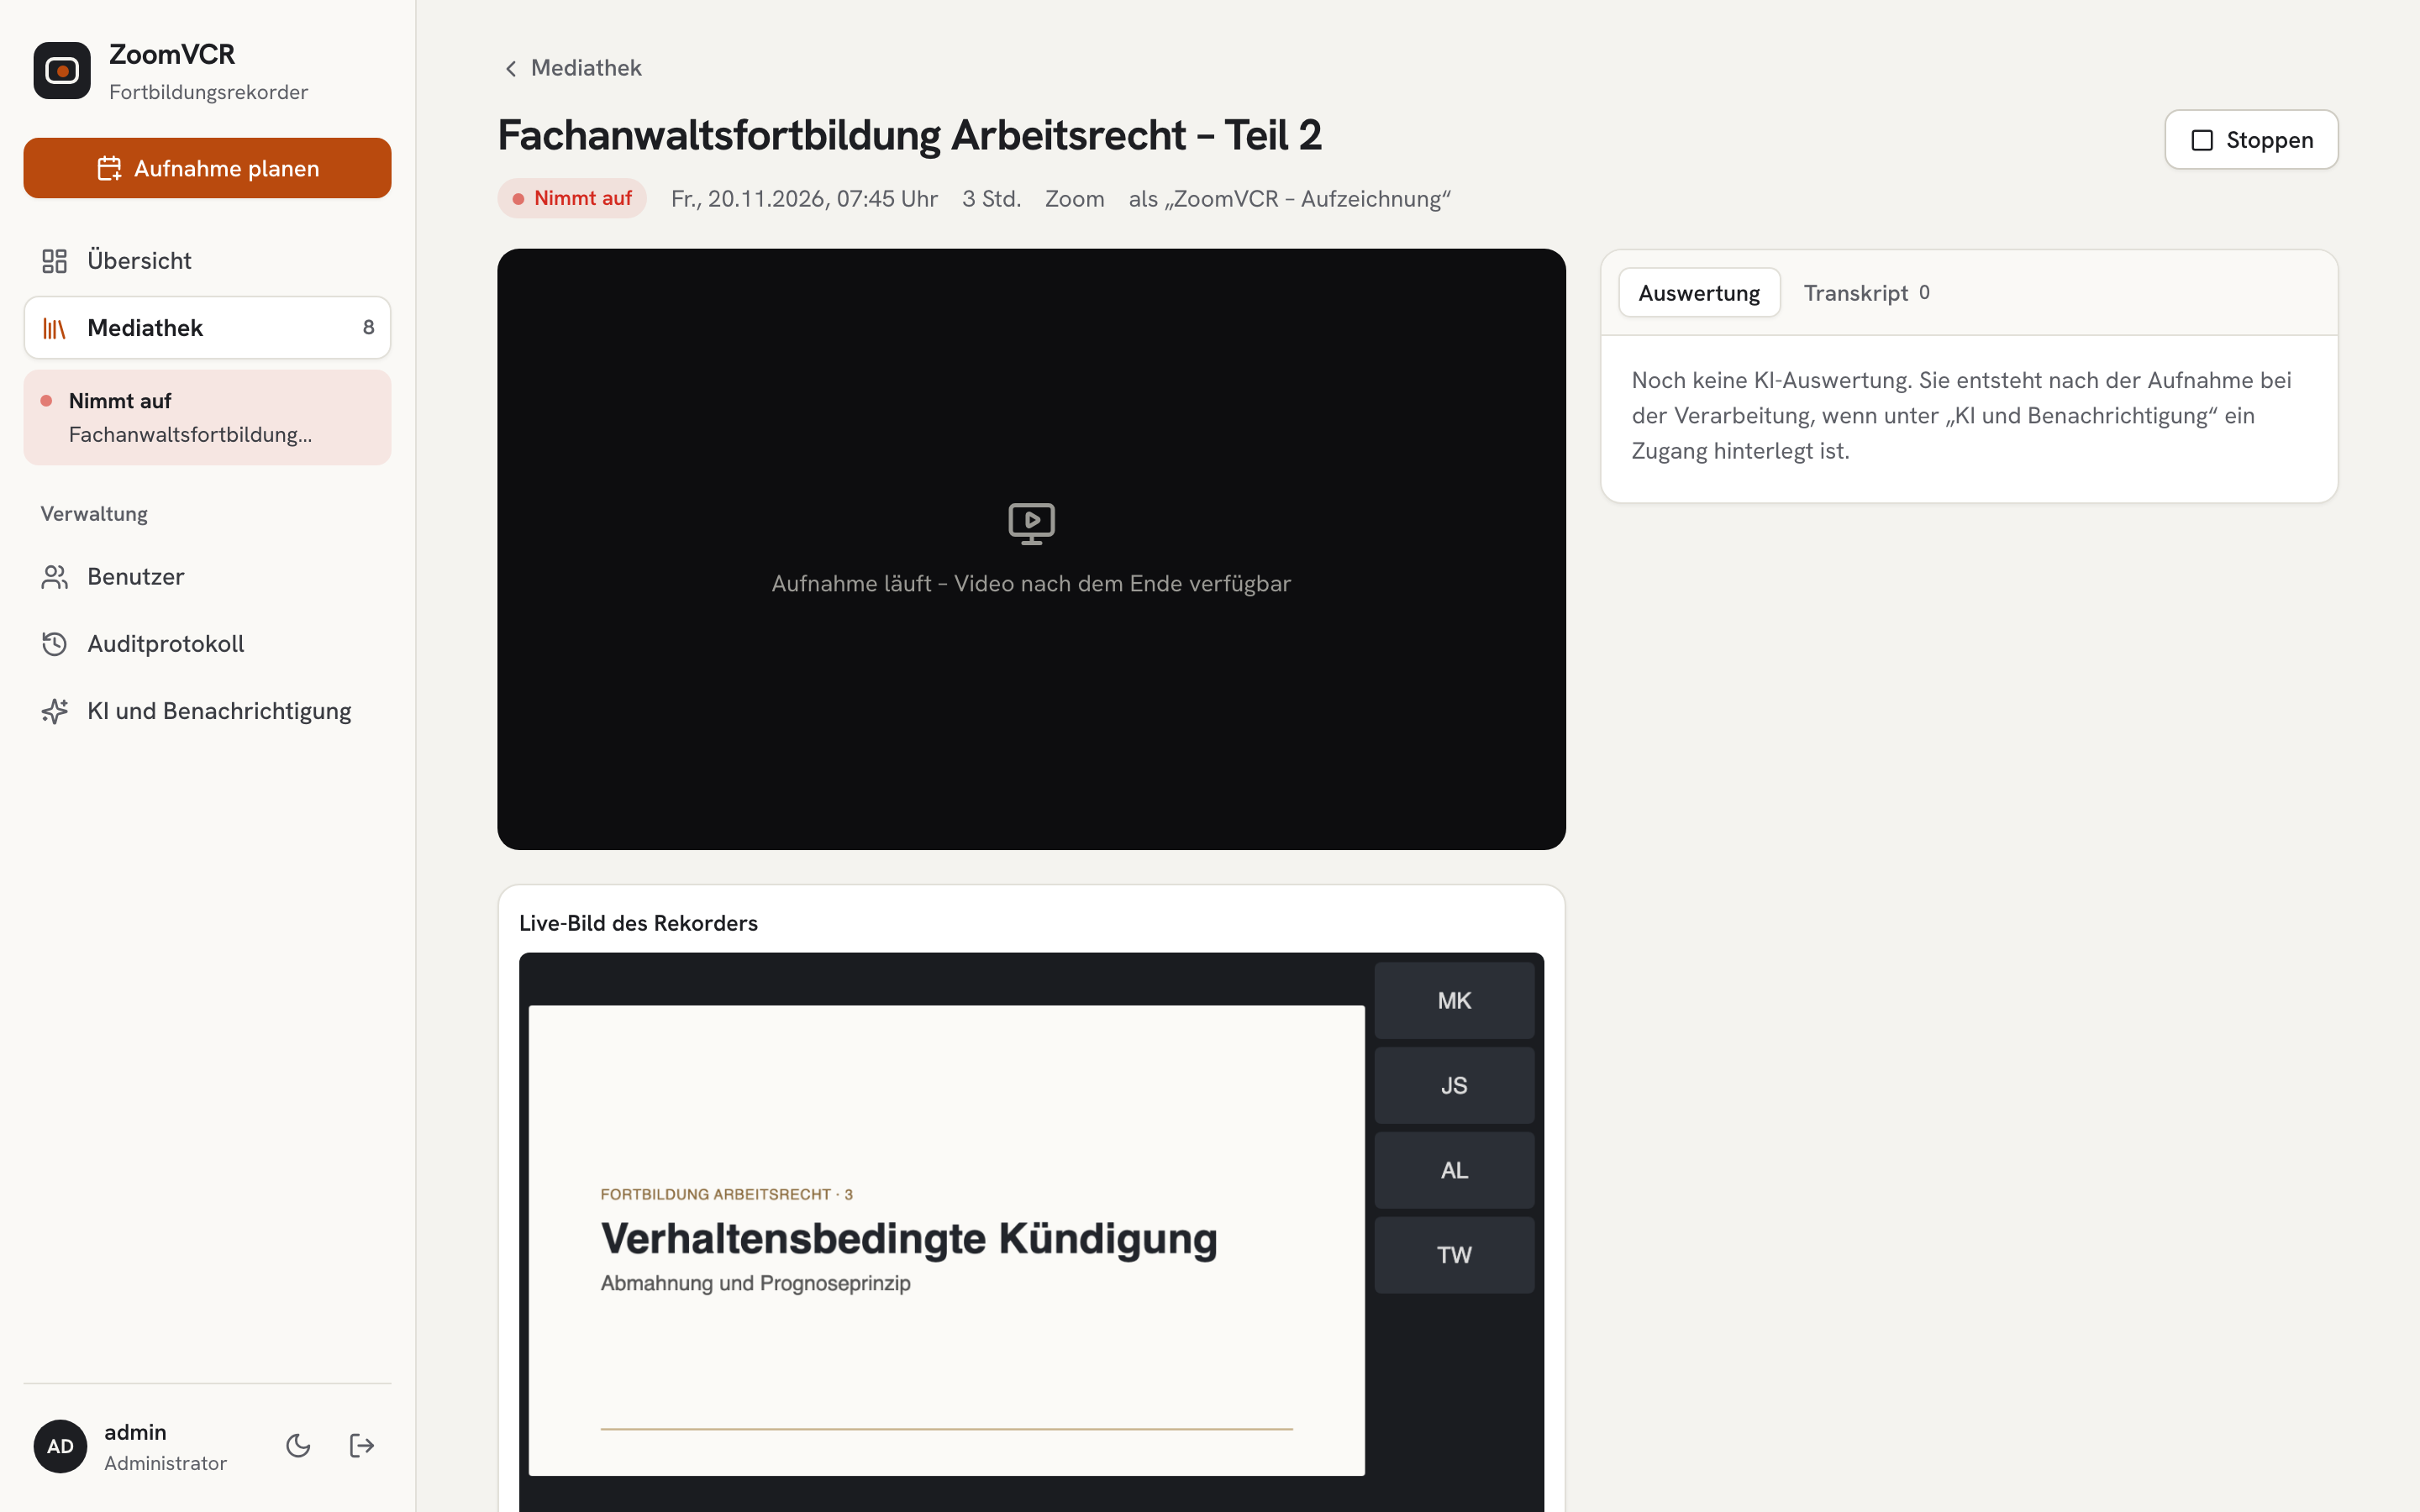 ZoomVCR
Fortbildungsrekorder
Aufnahme planen
Übersicht
Mediathek 8
Nimmt auf
Fachanwaltsfortbildung...
Verwaltung
Benutzer
Auditprotokoll
KI und Benachrichtigung
AD
admin
Administrator
Mediathek
Fachanwaltsfortbildung Arbeitsrecht – Teil 2
Stoppen
Nimmt auf Fr., 20.11.2026, 07:45 Uhr 3 Std. Zoom als „ZoomVCR – Aufzeichnung“
Aufnahme läuft – Video nach dem Ende verfügbar
Auswertung Transkript 0
Noch keine KI-Auswertung. Sie entsteht nach der Aufnahme bei
der Verarbeitung, wenn unter „KI und Benachrichtigung“ ein
Zugang hinterlegt ist.
Live-Bild des Rekorders
FORTBILDUNG ARBEITSRECHT · 3
Verhaltensbedingte Kündigung
Abmahnung und Prognoseprinzip
MK
JS
AL
TW